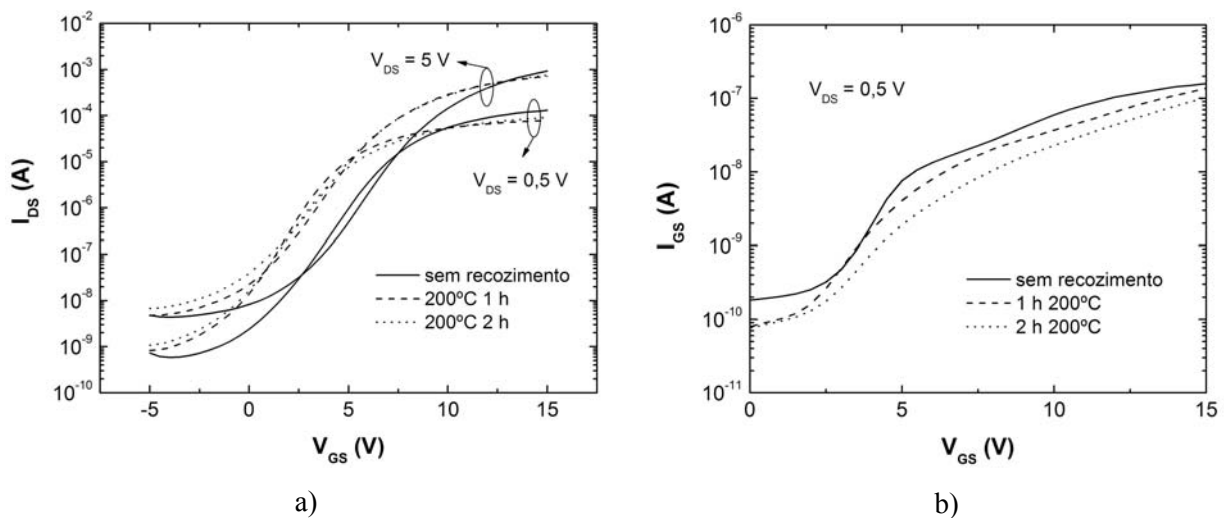 10⁻²
10⁻³
10⁻⁴
10⁻⁵
10⁻⁶
10⁻⁷
10⁻⁸
10⁻⁹
10⁻¹⁰
I_DS (A)
V_DS = 5 V
V_DS = 0,5 V
sem recozimento
200ºC 1 h
200ºC 2 h
-5 0 5 10 15
V_GS (V)
a)
b)
10⁻⁶
10⁻⁷
10⁻⁸
10⁻⁹
10⁻¹⁰
10⁻¹¹
I_GS (A)
V_DS = 0,5 V
sem recozimento
1 h 200ºC
2 h 200ºC
0 5 10 15
V_GS (V)
b)